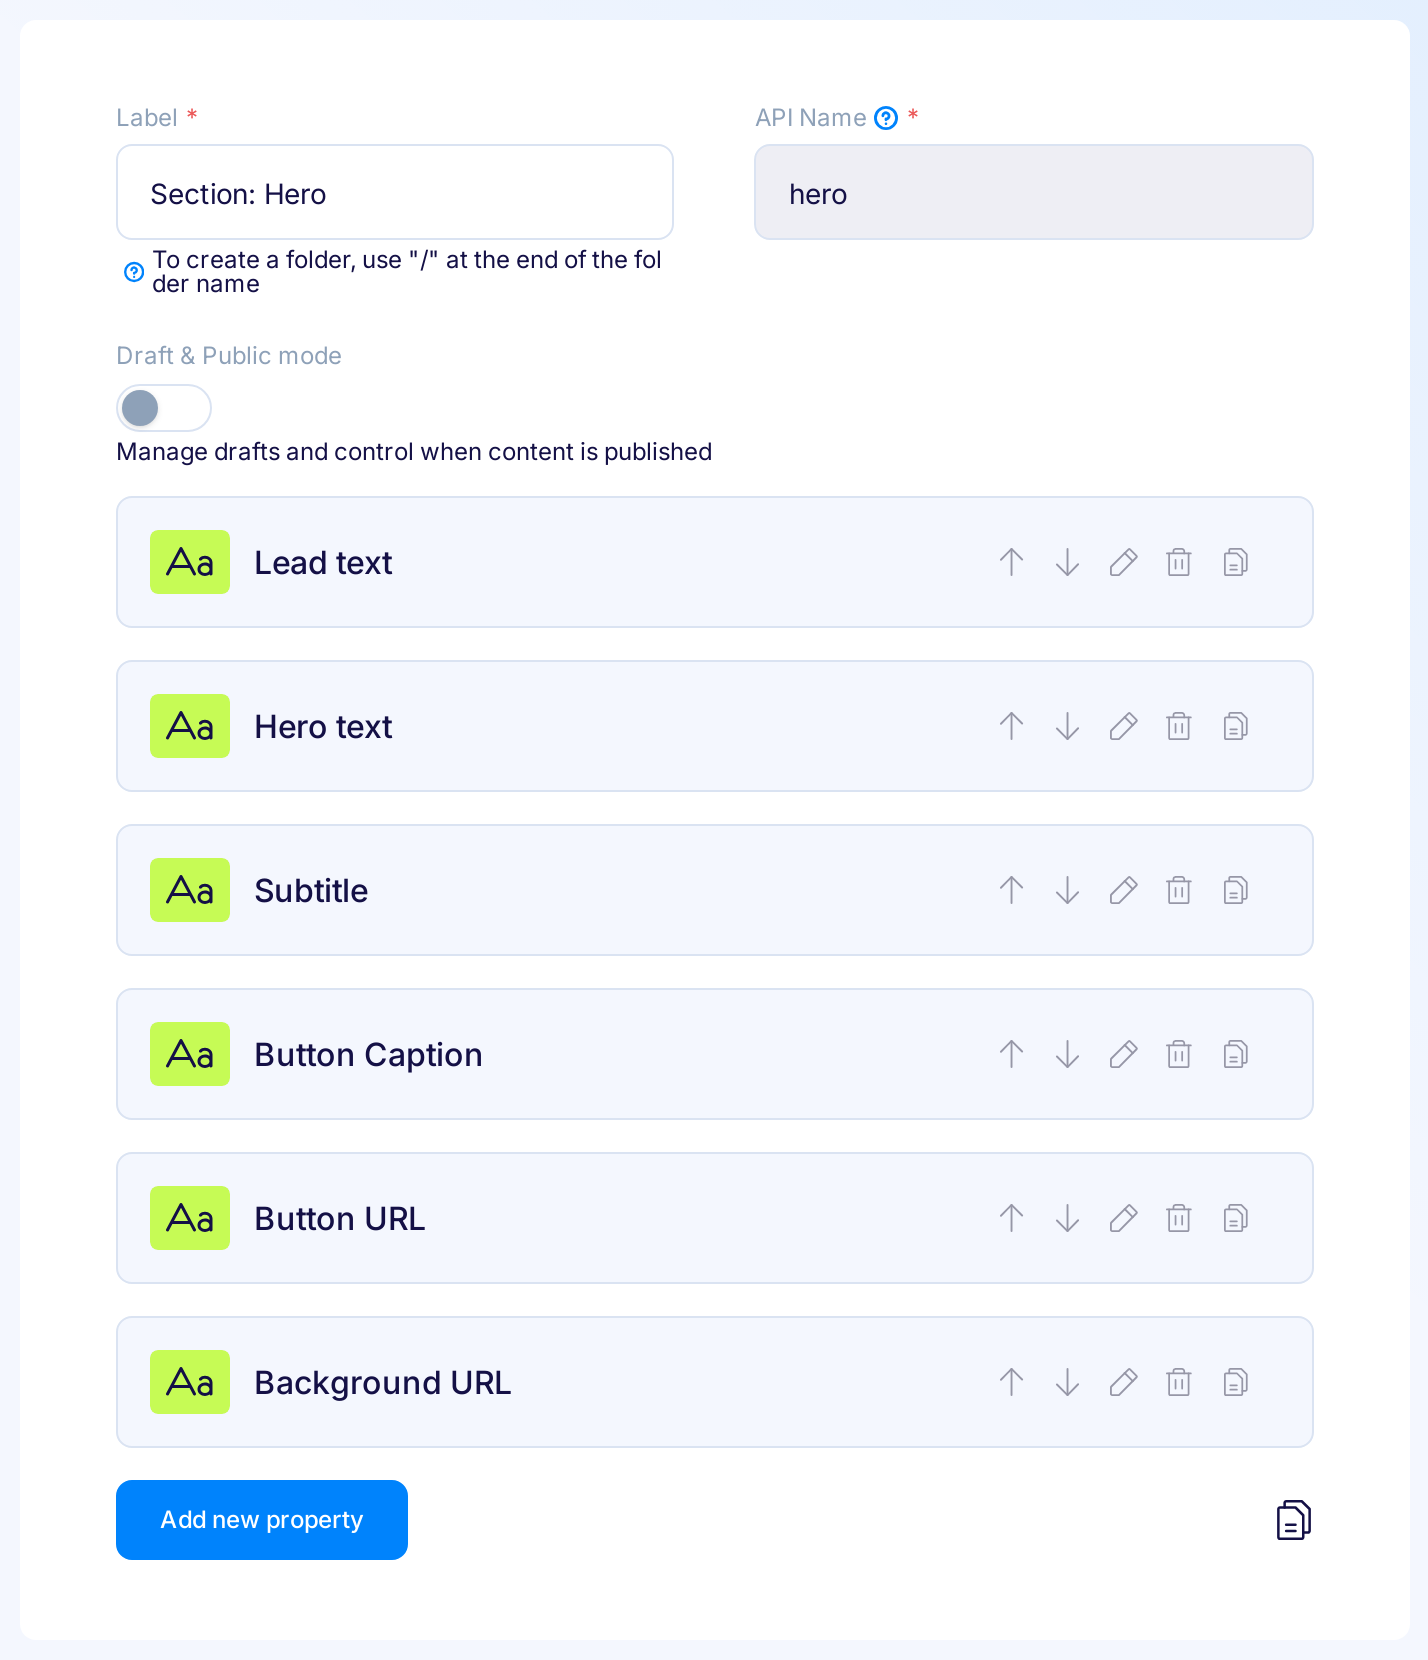 Label *
API Name *
Section: Hero
hero
To create a folder, use "/" at the end of the fol
der name
Draft & Public mode
Manage drafts and control when content is published
Aa Lead text
Aa Hero text
Aa Subtitle
Aa Button Caption
Aa Button URL
Aa Background URL
Add new property